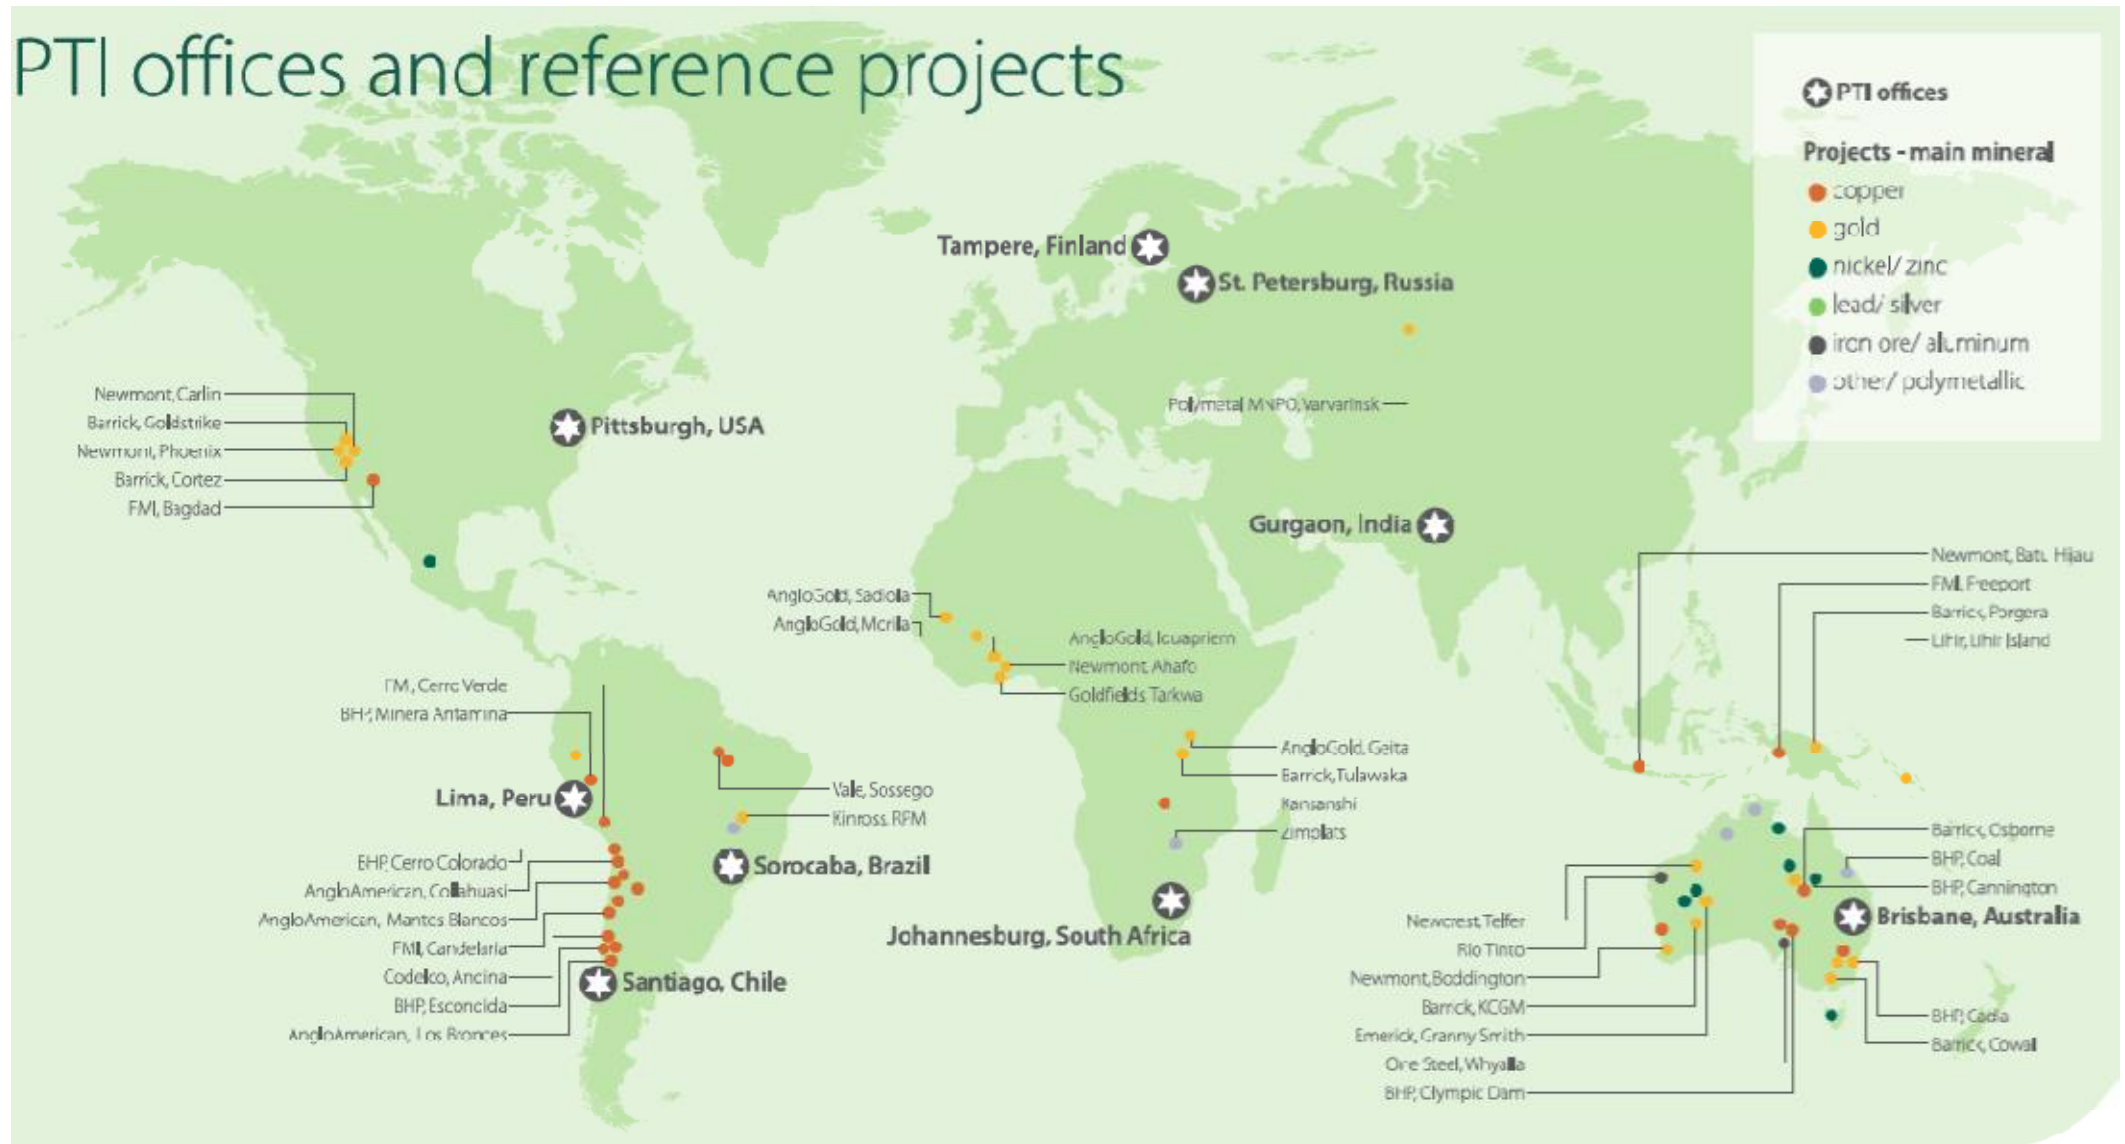 PTI offices and reference projects
PTI offices
Projects - main mineral
copper
gold
nickel/ zinc
lead/ silver
iron ore/ aluminum
other/ polymetallic
Tampere, Finland
St. Petersburg, Russia
Polymetal MNPO, Varvarinsk
Newmont, Carlin
Barrick, Goldstrike
Newmont, Phoenix
Barrick, Cortez
FMI, Bagdad
Pittsburgh, USA
Gurgaon, India
Newmont, Batu Hijau
FMI, Freeport
Barrick, Porgera
Lihir, Lihir Island
AngloGold, Sadiola
AngloGold, Morila
AngloGold, Iduapriem
Newmont, Ahafo
Goldfields Tarkwa
FMI, Cerro Verde
BHP, Minera Antamina
Lima, Peru
Vale, Sossego
Kinross, RPM
Sorocaba, Brazil
AngloGold, Geita
Barrick, Tulawaka
Kansanshi
Zimplats
Johannesburg, South Africa
BHP, Cerro Colorado
AngloAmerican, Collahuasi
AngloAmerican, Mantos Blancos
FMI, Candelaria
Codelco, Andina
BHP, Escondida
AngloAmerican, Los Bronces
Santiago, Chile
Barrick, Osborne
BHP, Coal
BHP, Cannington
Brisbane, Australia
Newcrest, Telfer
Rio Tinto
Newmont, Boddington
Barrick, KCGM
Emerick, Granny Smith
One Steel, Whyalla
BHP, Olympic Dam
BHP, Cadia
Barrick, Cowal